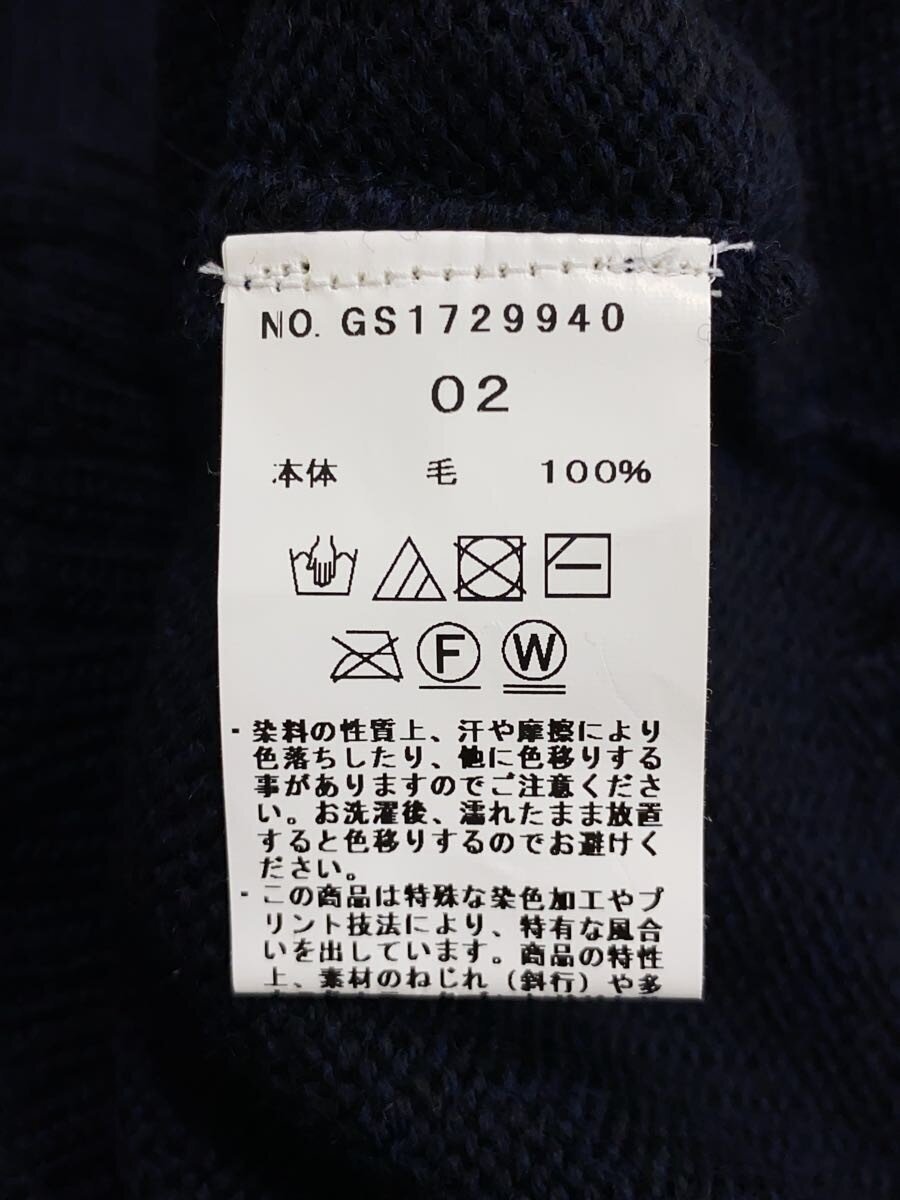 NO. GS1729940
02
本体 毛 100%
F W
・染料の性質上、汗や摩擦により
色落ちしたり、他に色移りする
事がありますのでご注意くださ
い。お洗濯後、濡れたまま放置
すると色移りするのでお避けく
ださい。
・この商品は特殊な染色加工やプ
リント技法により、特有な風合
いを出しています。商品の特性
上、素材のねじれ（斜行）や多